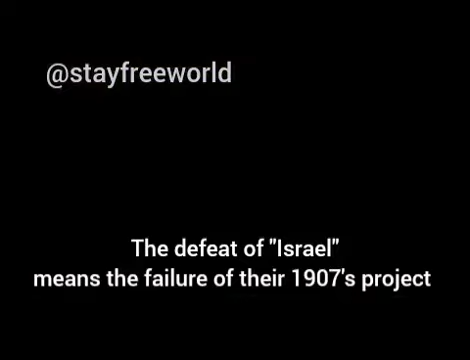 @stayfreeworld
The defeat of "Israel"
means the failure of their 1907's project